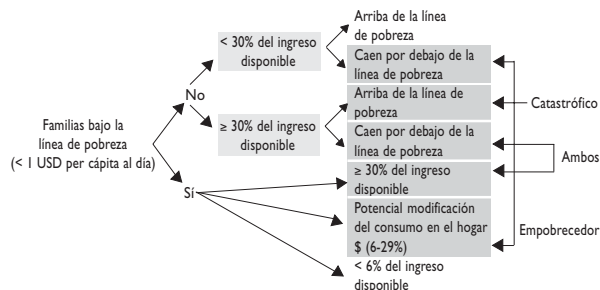 Familias bajo la
línea de pobreza
(< 1 USD per cápita al día)
No
Sí
< 30% del ingreso
disponible
≥ 30% del ingreso
disponible
Arriba de la línea
de pobreza
Caen por debajo de la
línea de pobreza
Arriba de la línea de
pobreza
Caen por debajo de la
línea de pobreza
≥ 30% del ingreso
disponible
Potencial modificación
del consumo en el hogar
$ (6-29%)
< 6% del ingreso
disponible
Catastrófico
Ambos
Empobrecedor